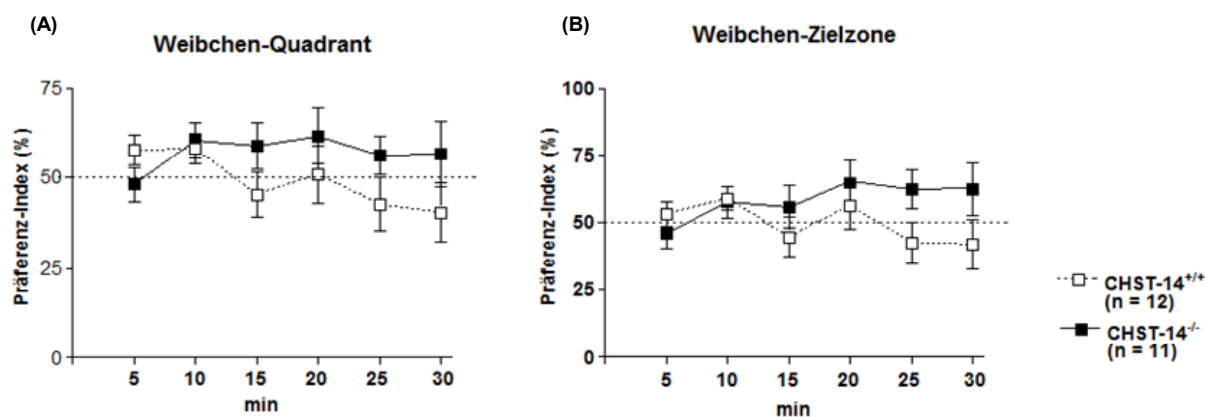 (A)
Weibchen-Quadrant
Präferenz-Index (%)
75
50
25
0
5 10 15 20 25 30
min
(B)
Weibchen-Zielzone
Präferenz-Index (%)
100
75
50
25
0
5 10 15 20 25 30
min
CHST-14+/+
(n = 12)
CHST-14-/-
(n = 11)